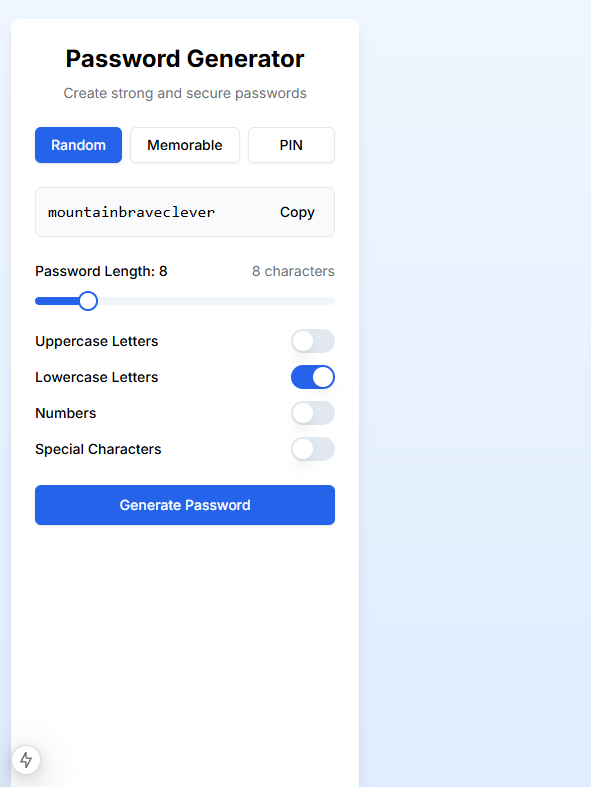 Password Generator
Create strong and secure passwords
Random Memorable PIN
mountainbraveclever Copy
Password Length: 8 8 characters
Uppercase Letters
Lowercase Letters
Numbers
Special Characters
Generate Password